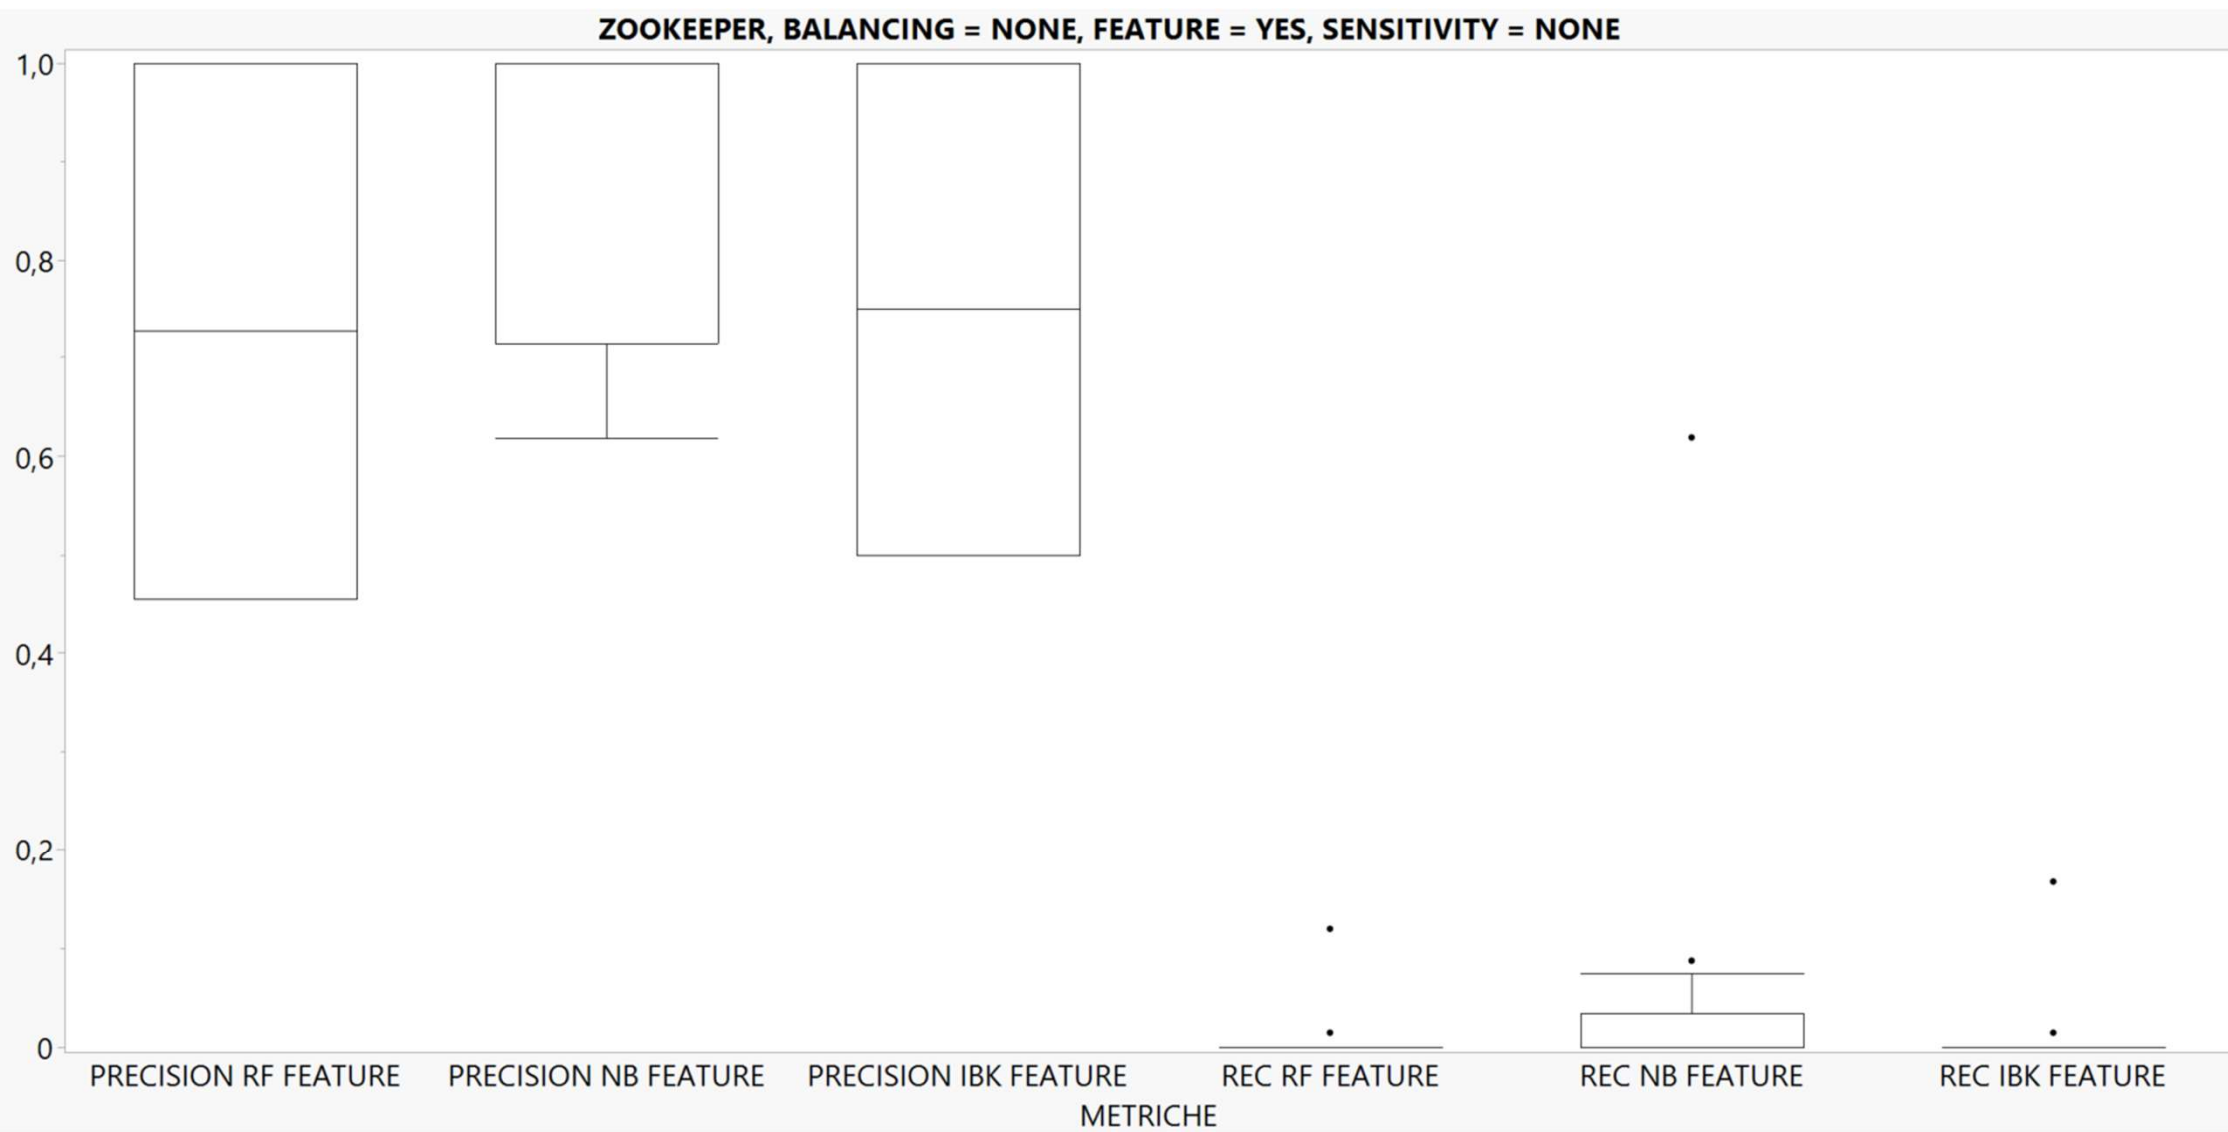 ZOOKEEPER, BALANCING = NONE, FEATURE = YES, SENSITIVITY = NONE
1,0
0,8
0,6
0,4
0,2
0
PRECISION RF FEATURE PRECISION NB FEATURE PRECISION IBK FEATURE REC RF FEATURE REC NB FEATURE REC IBK FEATURE
METRICHE